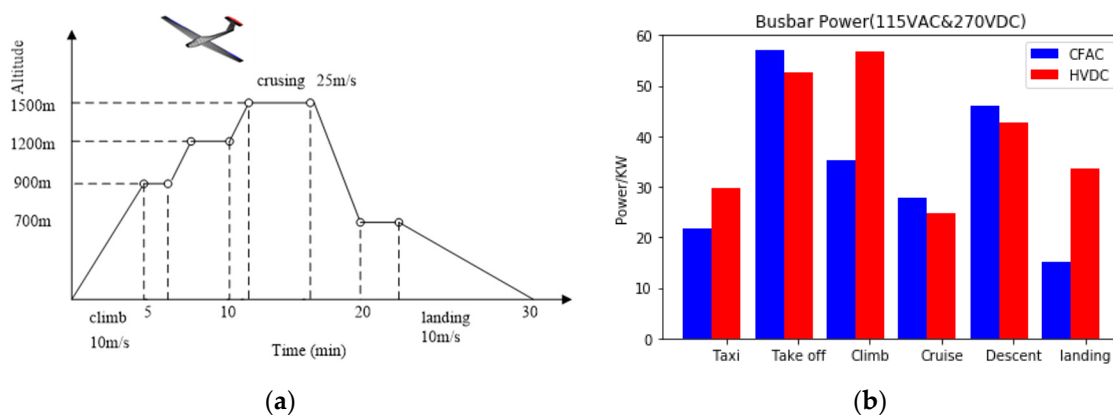 Altitude
crusing 25m/s
1500m
1200m
900m
700m
climb
10m/s
5
10
20
landing
10m/s
30
Time (min)
(a)
Busbar Power(115VAC&270VDC)
CFAC
HVDC
Power/KW
60
50
40
30
20
10
0
Taxi
Take off
Climb
Cruise
Descent
landing
(b)